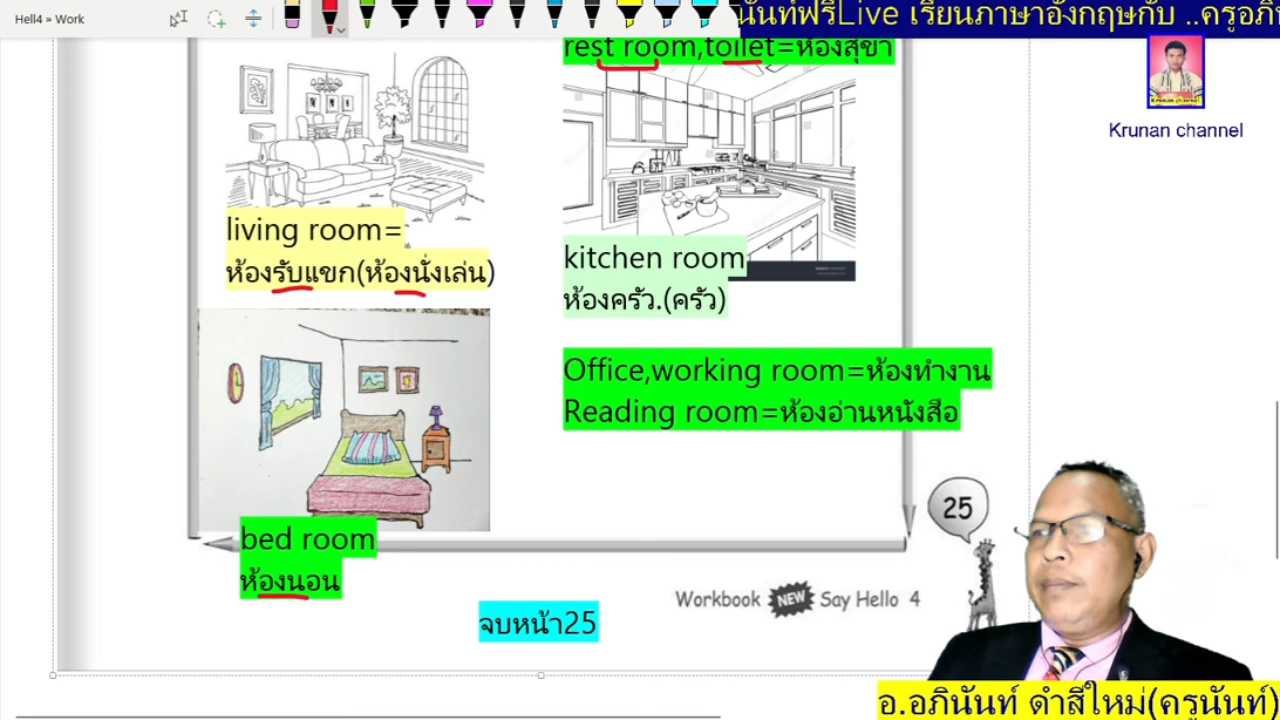 Hell4 » Work
นันท์ฟรีLive เรียนภาษาอังกฤษกับ ..ครูอภิ
rest room,toilet=ห้องสุขา
Krunan channel
living room=
ห้องรับแขก(ห้องนั่งเล่น)
kitchen room
ห้องครัว.(ครัว)
Office,working room=ห้องทำงาน
Reading room=ห้องอ่านหนังสือ
25
bed room
ห้องนอน
Workbook NEW Say Hello 4
จบหน้า25
อ.อภินันท์ ดำสีใหม่(ครูนันท์)